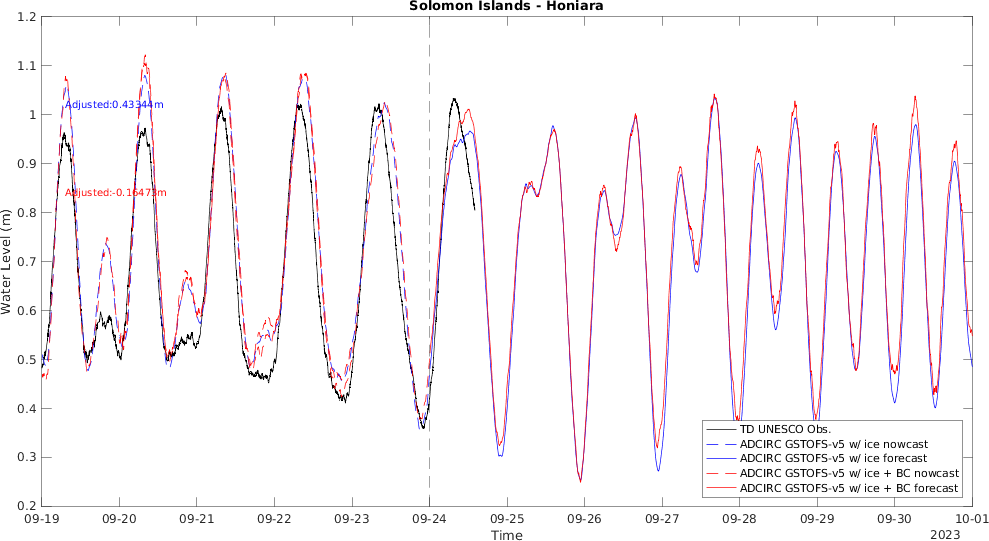 Solomon Islands - Honiara
1.2
1.1
1
0.9
0.8
0.7
0.6
0.5
0.4
0.3
0.2
Water Level (m)
Adjusted:0.43344m
Adjusted:-0.16473m
TD UNESCO Obs.
ADCIRC GSTOFS-v5 w/ ice nowcast
ADCIRC GSTOFS-v5 w/ ice forecast
ADCIRC GSTOFS-v5 w/ ice + BC nowcast
ADCIRC GSTOFS-v5 w/ ice + BC forecast
09-19 09-20 09-21 09-22 09-23 09-24 09-25 09-26 09-27 09-28 09-29 09-30 10-01
Time
2023